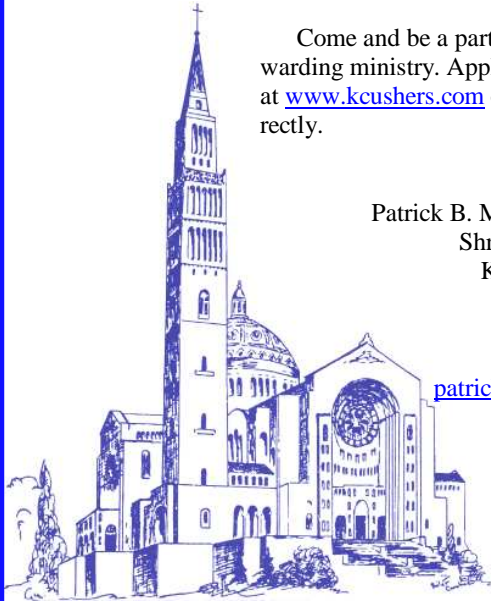 Come and be a part
warding ministry. App
at www.kcushers.com
rectly.
Patrick B. M
Shr
K
patric